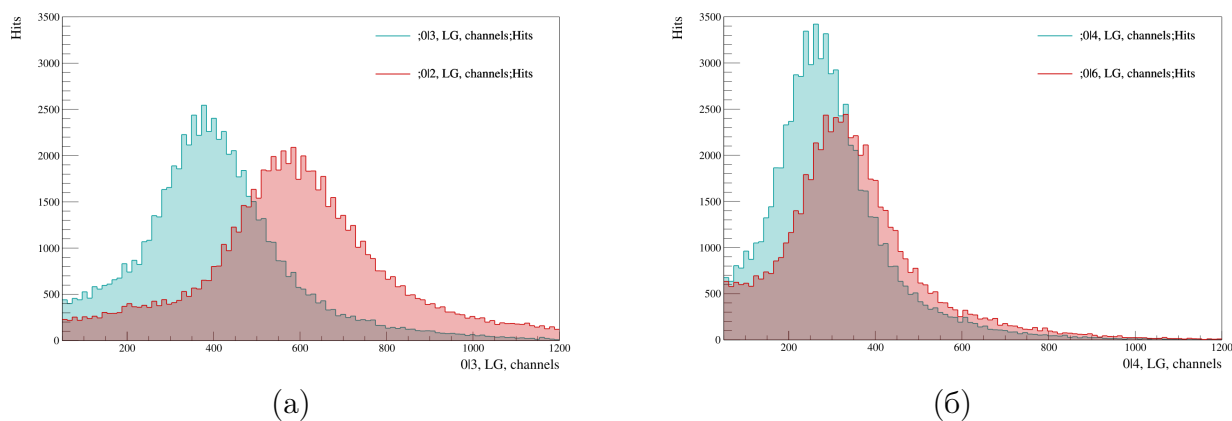 Hits
3500
3000
2500
2000
1500
1000
500
0
200
400
600
800
1000
1200
0|3, LG, channels
;0|3, LG, channels;Hits
;0|2, LG, channels;Hits
(а)
Hits
3500
3000
2500
2000
1500
1000
500
0
200
400
600
800
1000
1200
0|4, LG, channels
;0|4, LG, channels;Hits
;0|6, LG, channels;Hits
(б)